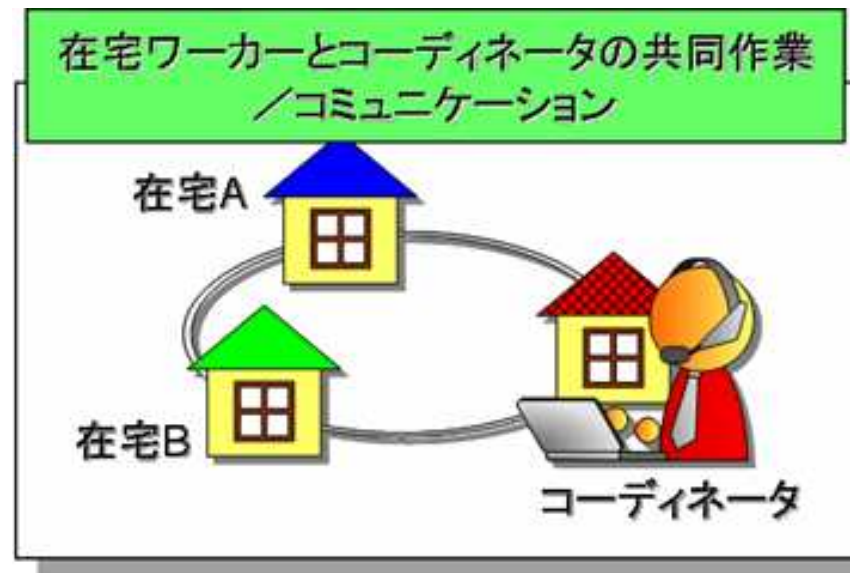 在宅ワーカーとコーディネータの共同作業
／コミュニケーション
在宅A
在宅B
コーディネータ